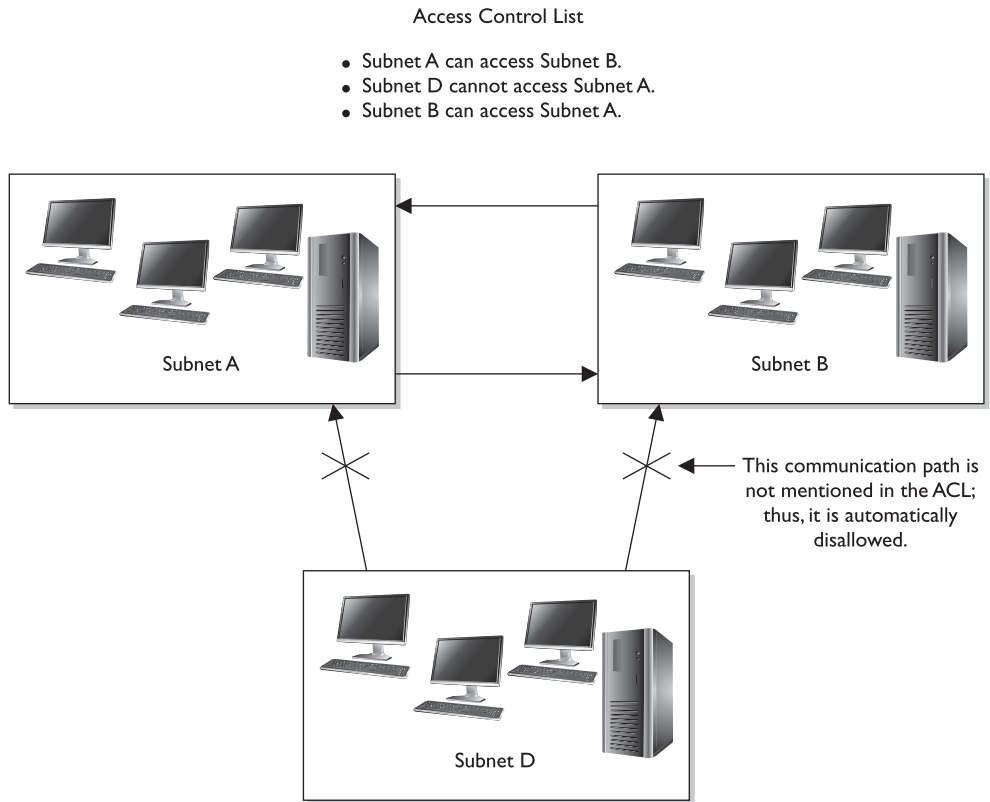 Access Control List
• Subnet A can access Subnet B.
• Subnet D cannot access Subnet A.
• Subnet B can access Subnet A.
Subnet A
Subnet B
This communication path is
not mentioned in the ACL;
thus, it is automatically
disallowed.
Subnet D